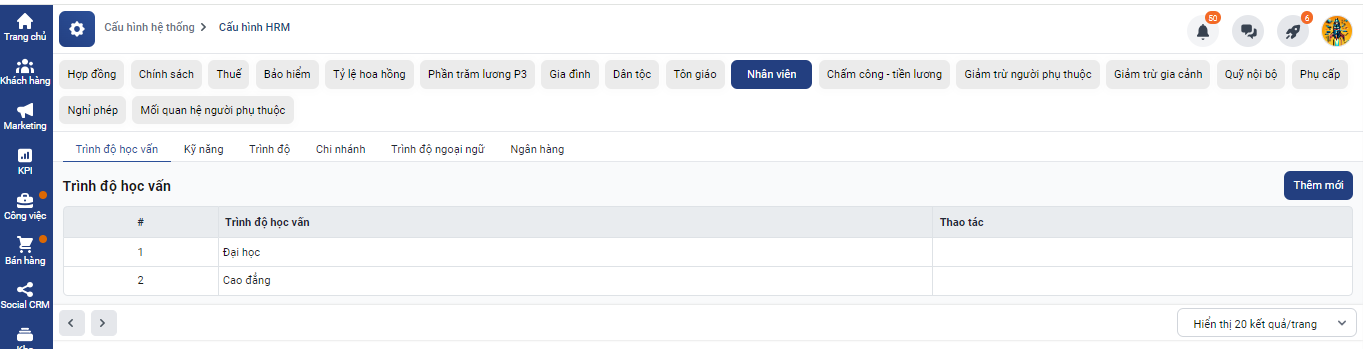 Trang chủ
Khách hàng
Marketing
KPI
Công việc
Bán hàng
Social CRM
Kho
Cấu hình hệ thống > Cấu hình HRM
50
6
Hợp đồng Chính sách Thuế Bảo hiểm Tỷ lệ hoa hồng Phần trăm lương P3 Gia đình Dân tộc Tôn giáo Nhân viên Chấm công - tiền lương Giảm trừ người phụ thuộc Giảm trừ gia cảnh Quỹ nội bộ Phụ cấp
Nghỉ phép Mối quan hệ người phụ thuộc
Trình độ học vấn Kỹ năng Trình độ Chi nhánh Trình độ ngoại ngữ Ngân hàng
Trình độ học vấn Thêm mới
# Trình độ học vấn Thao tác
1 Đại học
2 Cao đẳng
Hiển thị 20 kết quả/trang